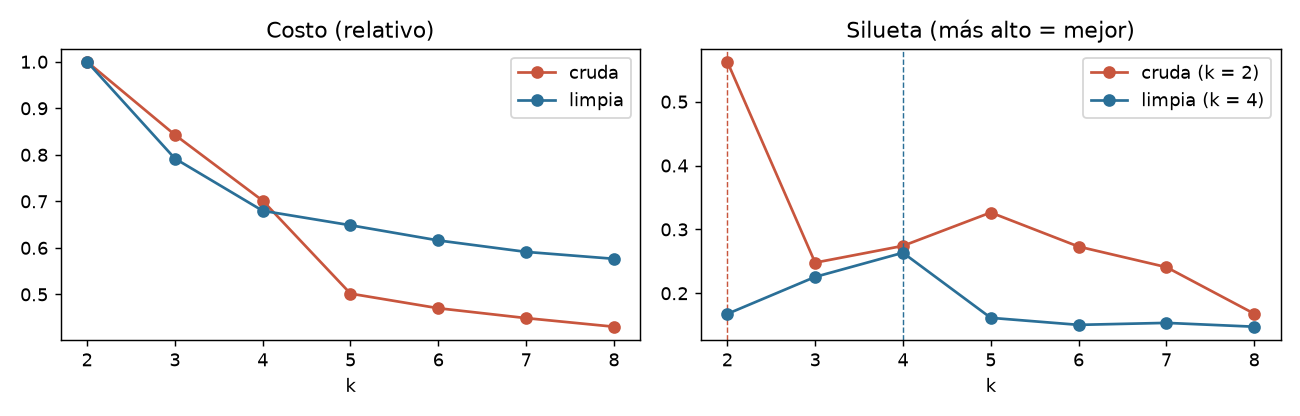 Costo (relativo)
1.0
0.9
0.8
0.7
0.6
0.5
cruda
limpia
2 3 4 5 6 7 8
k
Silueta (más alto = mejor)
0.5
0.4
0.3
0.2
cruda (k = 2)
limpia (k = 4)
2 3 4 5 6 7 8
k